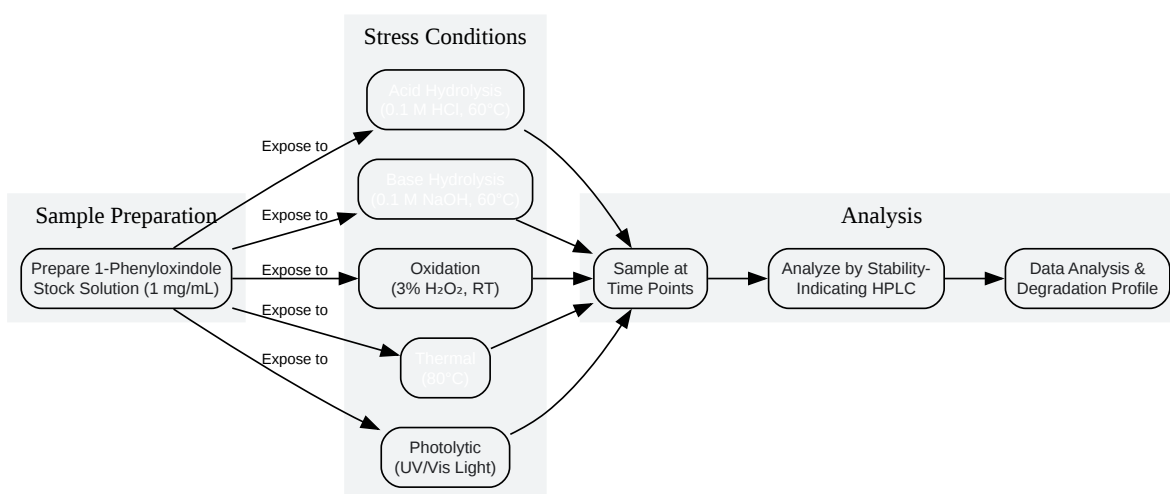 Stress Conditions
Acid Hydrolysis
(0.1 M HCl, 60°C)
Expose to
Base Hydrolysis
(0.1 M NaOH, 60°C)
Sample Preparation
Expose to
Analysis
Prepare 1-Phenyloxindole
Stock Solution (1 mg/mL)
Expose to
Oxidation
(3% H₂O₂, RT)
Sample at
Time Points
Analyze by Stability-
Indicating HPLC
Data Analysis &
Degradation Profile
Expose to
Thermal
(80°C)
Expose to
Photolytic
(UV/Vis Light)